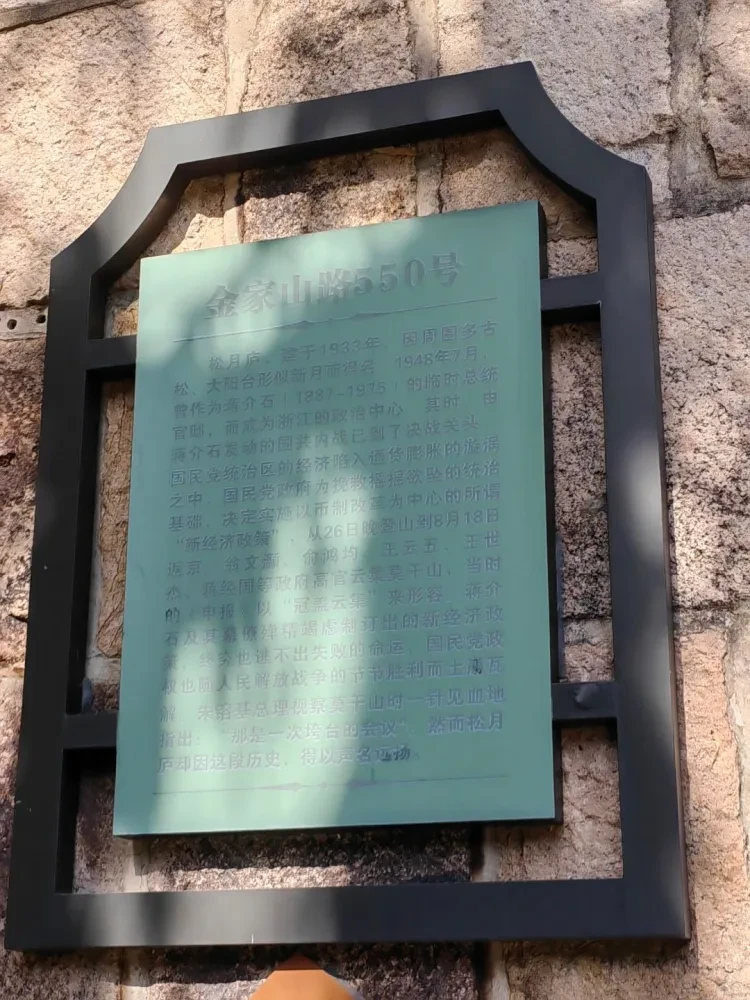 金家山路550号
松月庐，建于1933年，因周围多古
松、太阳台形似新月而得名。1948年7月，
曾作为蒋介石（1887-1975）的临时总统
官邸，而成为浙江的政治中心。其时，由
蒋介石发动的国共内战已到了决战关头，
国民党统治区的经济陷入通货膨胀的漩涡
之中。国民党政府为挽救摇摇欲坠的统治
基础，决定实施以币制改革为中心的所谓
“新经济政策”。从26日晚登山到8月18日
返京，翁文灏、俞鸿均、王云五、王世
杰、蒋经国等政府高官云集莫干山，当时
的《申报》以“冠盖云集”来形容。蒋介
石及其幕僚殚精竭虑制订出的新经济政
策，终究也逃不出失败的命运，国民党政
权也随人民解放战争的节节胜利而土崩瓦
解。朱镕基总理视察莫干山时一针见血地
指出：“那是一次垮台的会议”。然而松月
庐却因这段历史，得以声名远扬。